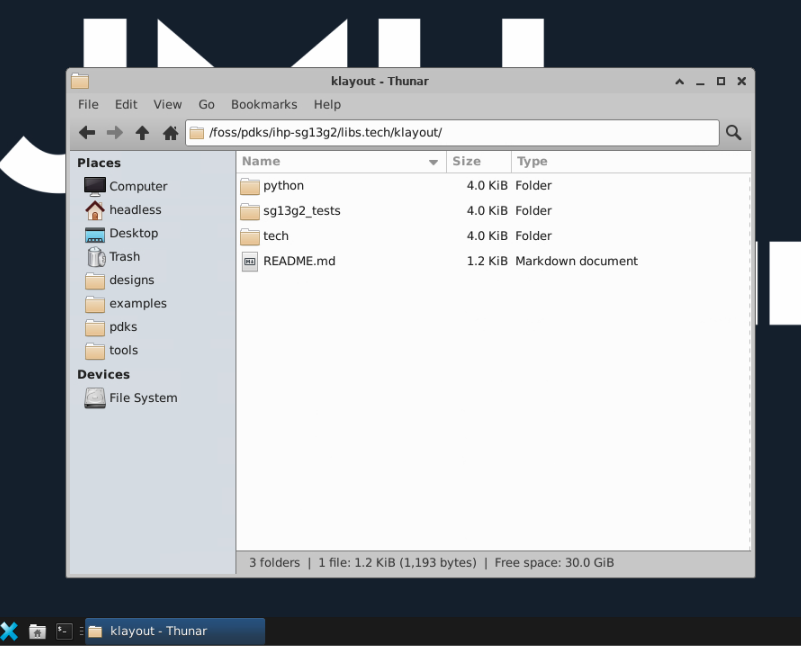 klayout - Thunar
File Edit View Go Bookmarks Help
/foss/pdks/ihp-sg13g2/libs.tech/klayout/
Places
Computer
headless
Desktop
Trash
designs
examples
pdks
tools
Devices
File System
Name Size Type
python 4.0 KiB Folder
sg13g2_tests 4.0 KiB Folder
tech 4.0 KiB Folder
README.md 1.2 KiB Markdown document
3 folders | 1 file: 1.2 KiB (1,193 bytes) | Free space: 30.0 GiB
klayout - Thunar